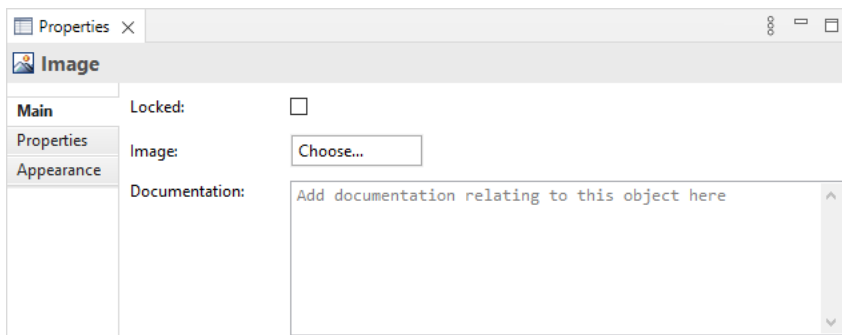 Properties
Image
Main
Locked:
Properties
Image:
Choose...
Appearance
Documentation:
Add documentation relating to this object here